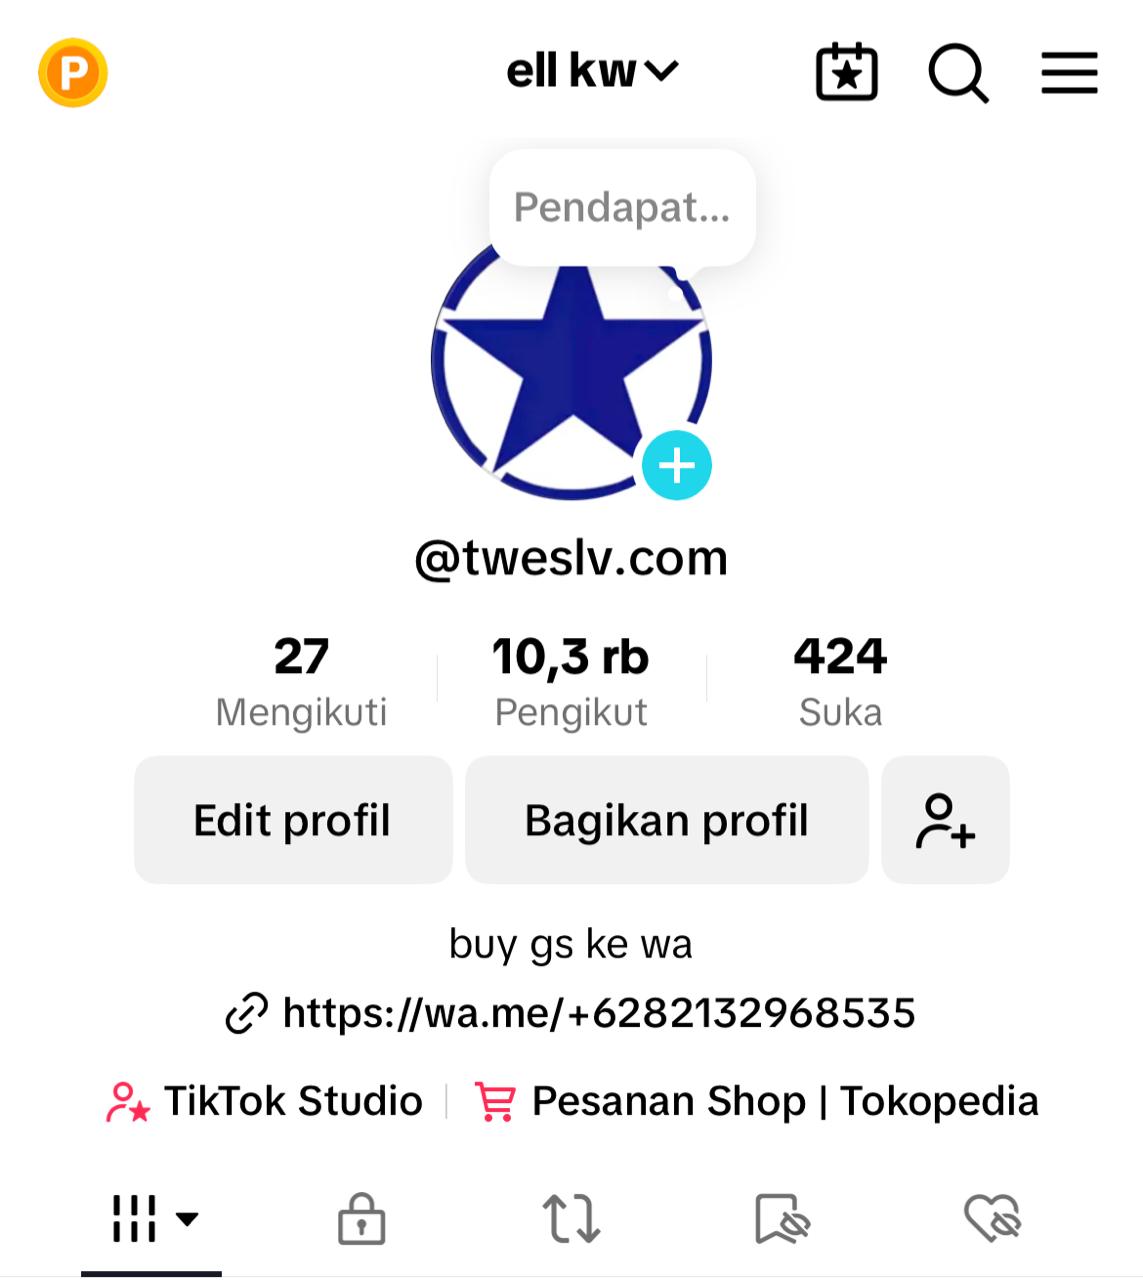 P
ell kw
Pendapat...
@tweslv.com
27 10,3 rb 424
Mengikuti Pengikut Suka
Edit profil Bagikan profil
buy gs ke wa
https://wa.me/+6282132968535
TikTok Studio | Pesanan Shop | Tokopedia